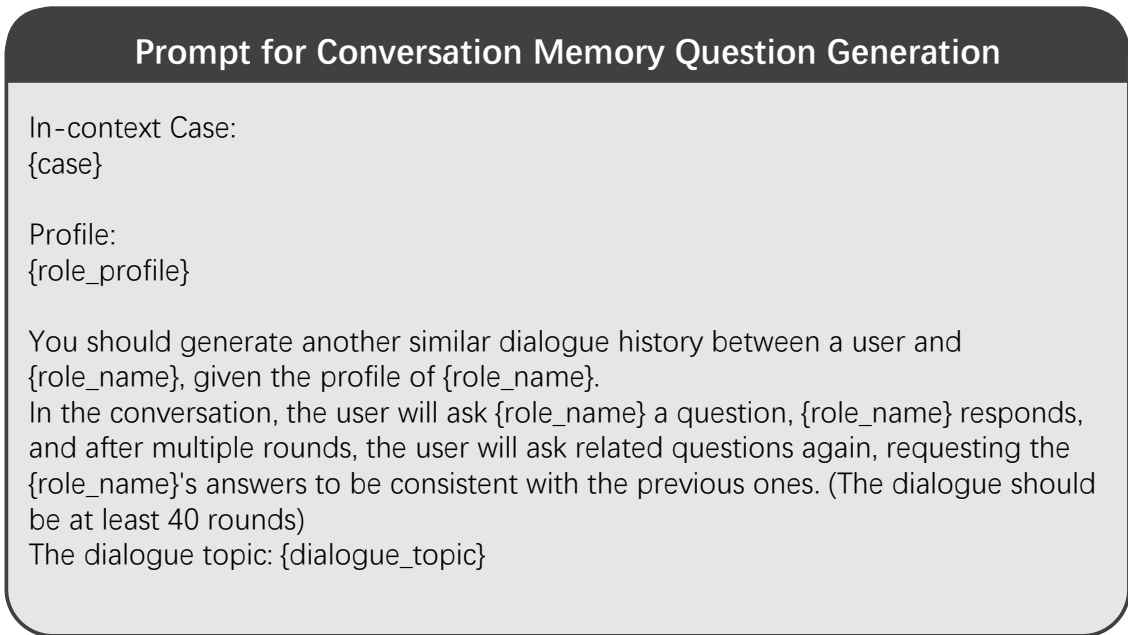 Prompt for Conversation Memory Question Generation
In-context Case:
{case}
Profile:
{role_profile}
You should generate another similar dialogue history between a user and
{role_name}, given the profile of {role_name}.
In the conversation, the user will ask {role_name} a question, {role_name} responds,
and after multiple rounds, the user will ask related questions again, requesting the
{role_name}'s answers to be consistent with the previous ones. (The dialogue should
be at least 40 rounds)
The dialogue topic: {dialogue_topic}